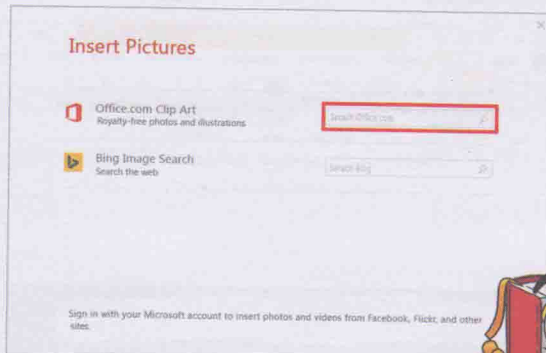 Insert Pictures
Office.com Clip Art
Royalty-free photos and illustrations
Search Office.com
Bing Image Search
Search the web
Search Bing
Sign in with your Microsoft account to insert photos and videos from Facebook, Flickr, and other
sites.